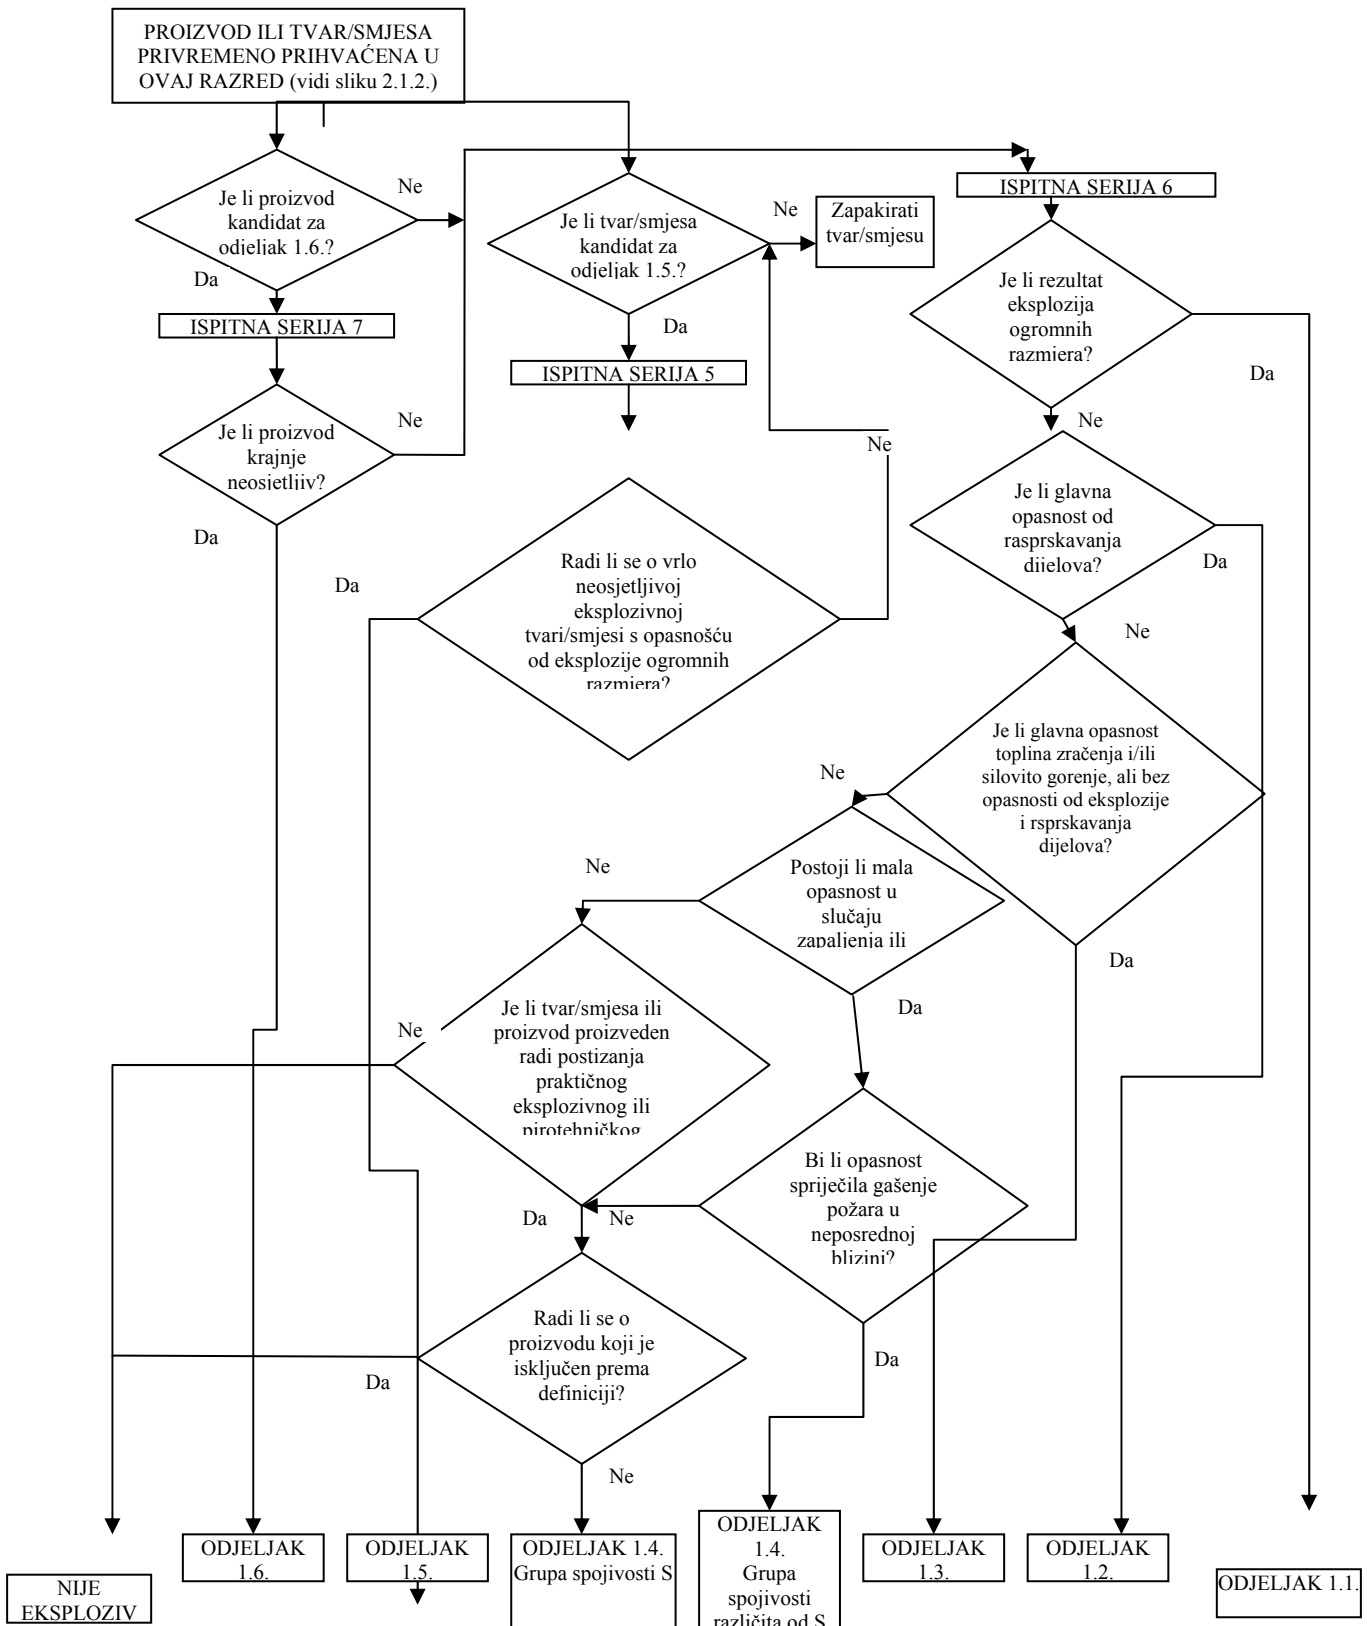 PROIZVOD ILI TVAR/SMJESA
PRIVREMENO PRIHVAĆENA U
OVAJ RAZRED (vidi sliku 2.1.2.)
Je li proizvod
kandidat za
odjeljak 1.6.?
Ne
Da
ISPITNA SERIJA 7
Je li proizvod
krajnje
neosjetljiv?
Ne
Da
Je li tvar/smjesa
kandidat za
odjeljak 1.5.?
Ne
Zapakirati
tvar/smjesu
Da
ISPITNA SERIJA 5
Ne
Radi li se o vrlo
neosjetljivoj
eksplozivnoj
tvari/smjesi s opasnošću
od eksplozije ogromnih
razmjera?
Da
ISPITNA SERIJA 6
Je li rezultat
eksplozija
ogromnih
razmjera?
Da
Ne
Je li glavna
opasnost od
rasprskavanja
dijelova?
Da
Ne
Je li glavna opasnost
toplina zračenja i/ili
silovito gorenje, ali bez
opasnosti od eksplozije
i rsprskavanja
dijelova?
Ne
Da
Postoji li mala
opasnost u
slučaju
zapaljenja ili
Ne
Da
Je li tvar/smjesa ili
proizvod proizveden
radi postizanja
praktičnog
eksplozivnog ili
pirotehničkog
Ne
Da
Bi li opasnost
spriječila gašenje
požara u
neposrednoj
blizini?
Ne
Da
Radi li se o
proizvodu koji je
isključen prema
definiciji?
Da
Ne
NIJE
EKSPLOZIV
ODJELJAK
1.6.
ODJELJAK
1.5.
ODJELJAK 1.4.
Grupa spojivosti S
ODJELJAK
1.4.
Grupa
spojivosti
različita od S
ODJELJAK
1.3.
ODJELJAK
1.2.
ODJELJAK 1.1.